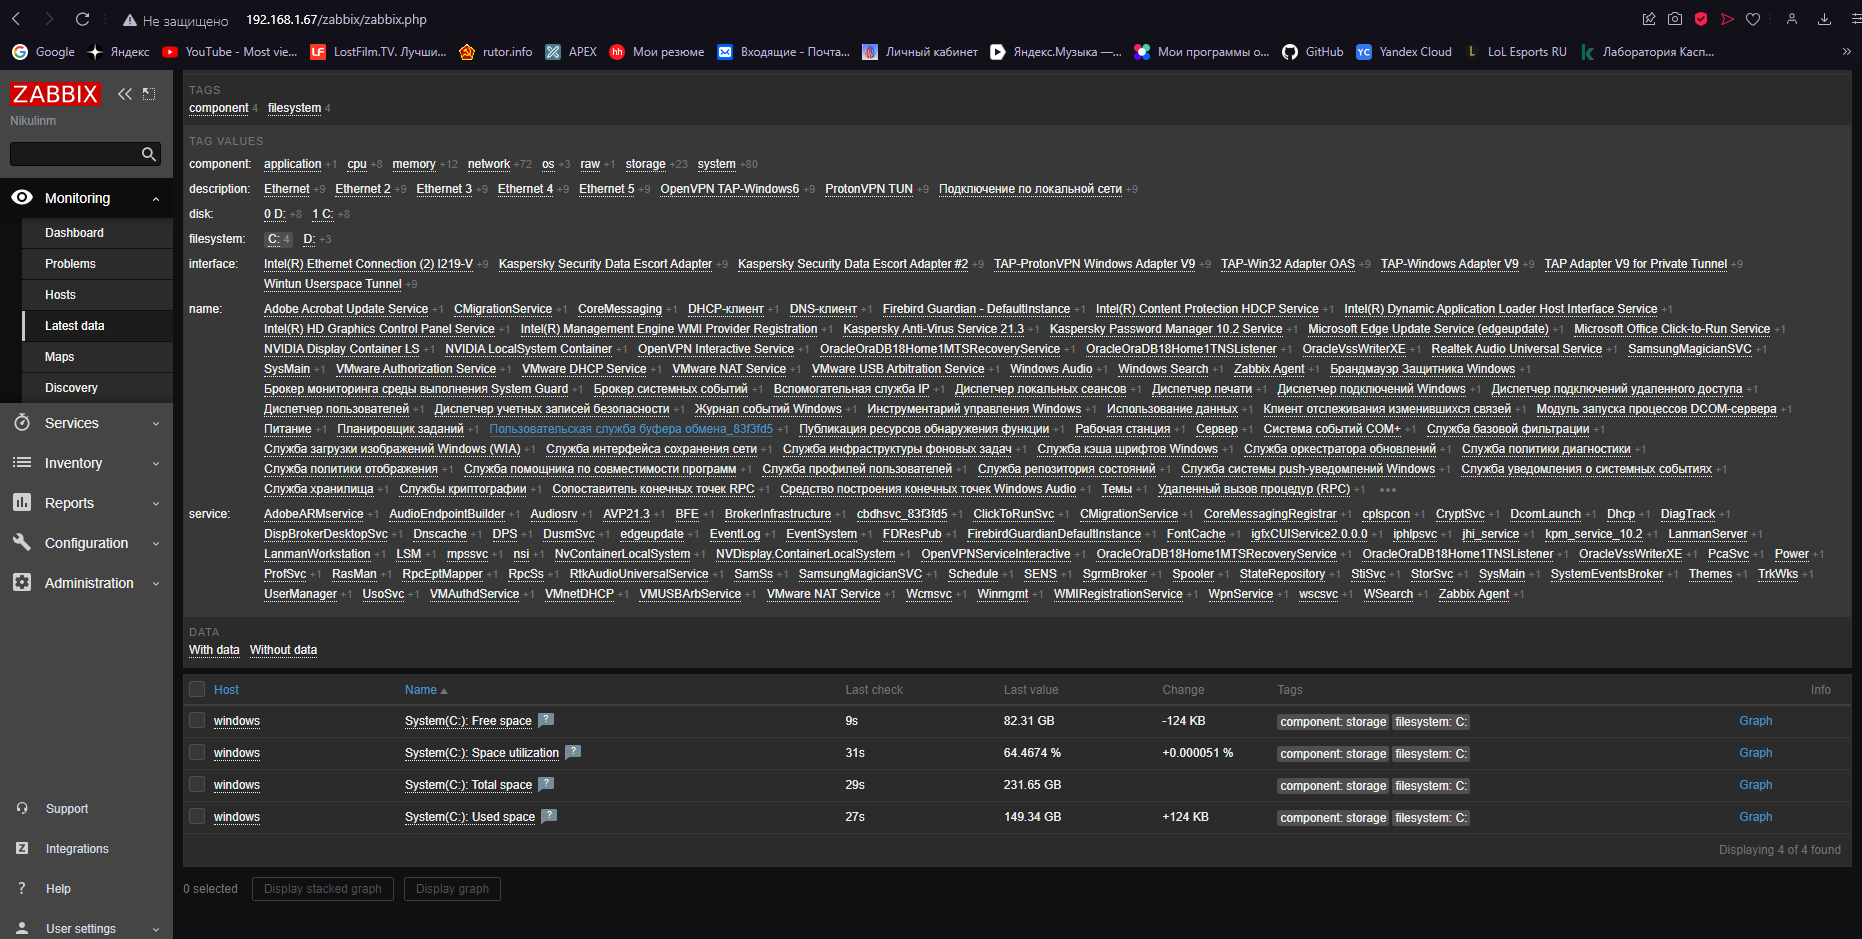 Не защищено 192.168.1.67/zabbix/zabbix.php
Google Яндекс YouTube - Most vie... LostFilm.TV. Лучши... rutor.info APEX Мои резюме Входящие - Почта... Личный кабинет Яндекс.Музыка —... Мои программы о... GitHub Yandex Cloud LoL Esports RU Лаборатория Касп... »
ZABBIX
Nikulinm
Monitoring
Dashboard
Problems
Hosts
Latest data
Maps
Discovery
Services
Inventory
Reports
Configuration
Administration
Support
Integrations
Help
User settings
TAGS
component 4 filesystem 4
TAG VALUES
component: application +1 cpu +8 memory +12 network +72 os +3 raw +1 storage +23 system +80
description: Ethernet +9 Ethernet 2 +9 Ethernet 3 +9 Ethernet 4 +9 Ethernet 5 +9 OpenVPN TAP-Windows6 +9 ProtonVPN TUN +9 Подключение по локальной сети +9
disk: 0 D: +8 1 C: +8
filesystem: C: 4 D: +3
interface: Intel(R) Ethernet Connection (2) I219-V +9 Kaspersky Security Data Escort Adapter +9 Kaspersky Security Data Escort Adapter #2 +9 TAP-ProtonVPN Windows Adapter V9 +9 TAP-Win32 Adapter OAS +9 TAP-Windows Adapter V9 +9 TAP Adapter V9 for Private Tunnel +9
Wintun Userspace Tunnel +9
name: Adobe Acrobat Update Service +1 CMigrationService +1 CoreMessaging +1 DHCP-клиент +1 DNS-клиент +1 Firebird Guardian - DefaultInstance +1 Intel(R) Content Protection HDCP Service +1 Intel(R) Dynamic Application Loader Host Interface Service +1
Intel(R) HD Graphics Control Panel Service +1 Intel(R) Management Engine WMI Provider Registration +1 Kaspersky Anti-Virus Service 21.3 +1 Kaspersky Password Manager 10.2 Service +1 Microsoft Edge Update Service (edgeupdate) +1 Microsoft Office Click-to-Run Service +1
NVIDIA Display Container LS +1 NVIDIA LocalSystem Container +1 OpenVPN Interactive Service +1 OracleOraDB18Home1MTSRecoveryService +1 OracleOraDB18Home1TNSListener +1 OracleVssWriterXE +1 Realtek Audio Universal Service +1 SamsungMagicianSVC +1
SysMain +1 VMware Authorization Service +1 VMware DHCP Service +1 VMware NAT Service +1 VMware USB Arbitration Service +1 Windows Audio +1 Windows Search +1 Zabbix Agent +1 Брандмауэр Защитника Windows +1
Брокер мониторинга среды выполнения System Guard +1 Брокер системных событий +1 Вспомогательная служба IP +1 Диспетчер локальных сеансов +1 Диспетчер печати +1 Диспетчер подключений Windows +1 Диспетчер подключений удаленного доступа +1
Диспетчер пользователей +1 Диспетчер учетных записей безопасности +1 Журнал событий Windows +1 Инструментарий управления Windows +1 Использование данных +1 Клиент отслеживания изменившихся связей +1 Модуль запуска процессов DCOM-сервера +1
Питание +1 Планировщик заданий +1 Пользовательская служба буфера обмена_83f3fd5 +1 Публикация ресурсов обнаружения функции +1 Рабочая станция +1 Сервер +1 Система событий COM+ +1 Служба базовой фильтрации +1
Служба загрузки изображений Windows (WIA) +1 Служба интерфейса сохранения сети +1 Служба инфраструктуры фоновых задач +1 Служба кэша шрифтов Windows +1 Служба оркестратора обновлений +1 Служба политики диагностики +1
Служба политики отображения +1 Служба помощника по совместимости программ +1 Служба профилей пользователей +1 Служба репозитория состояний +1 Служба системы push-уведомлений Windows +1 Служба уведомления о системных событиях +1
Служба хранилища +1 Службы криптографии +1 Сопоставитель конечных точек RPC +1 Средство построения конечных точек Windows Audio +1 Темы +1 Удаленный вызов процедур (RPC) +1 •••
service: AdobeARMservice +1 AudioEndpointBuilder +1 Audiosrv +1 AVP21.3 +1 BFE +1 BrokerInfrastructure +1 cbdhsvc_83f3fd5 +1 ClickToRunSvc +1 CMigrationService +1 CoreMessagingRegistrar +1 cplspcon +1 CryptSvc +1 DcomLaunch +1 Dhcp +1 DiagTrack +1
DispBrokerDesktopSvc +1 Dnscache +1 DPS +1 DusmSvc +1 edgeupdate +1 EventLog +1 EventSystem +1 FDResPub +1 FirebirdGuardianDefaultInstance +1 FontCache +1 igfxCUIService2.0.0.0 +1 iphlpsvc +1 jhi_service +1 kpm_service_10.2 +1 LanmanServer +1
LanmanWorkstation +1 LSM +1 mpssvc +1 nsi +1 NvContainerLocalSystem +1 NVDisplay.ContainerLocalSystem +1 OpenVPNServiceInteractive +1 OracleOraDB18Home1MTSRecoveryService +1 OracleOraDB18Home1TNSListener +1 OracleVssWriterXE +1 PcaSvc +1 Power +1
ProfSvc +1 RasMan +1 RpcEptMapper +1 RpcSs +1 RtkAudioUniversalService +1 SamSs +1 SamsungMagicianSVC +1 Schedule +1 SENS +1 SgrmBroker +1 Spooler +1 StateRepository +1 StiSvc +1 StorSvc +1 SysMain +1 SystemEventsBroker +1 Themes +1 TrkWks +1
UserManager +1 UsoSvc +1 VMAuthdService +1 VMnetDHCP +1 VMUSBArbService +1 VMware NAT Service +1 Wcmsvc +1 Winmgmt +1 WMIRegistrationService +1 WpnService +1 wscsvc +1 WSearch +1 Zabbix Agent +1
DATA
With data Without data
Host Name Last check Last value Change Tags Info
windows System(C:): Free space ? 9s 82.31 GB -124 KB component: storage filesystem: C: Graph
windows System(C:): Space utilization ? 31s 64.4674 % +0.000051 % component: storage filesystem: C: Graph
windows System(C:): Total space ? 29s 231.65 GB component: storage filesystem: C: Graph
windows System(C:): Used space ? 27s 149.34 GB +124 KB component: storage filesystem: C: Graph
Displaying 4 of 4 found
0 selected Display stacked graph Display graph